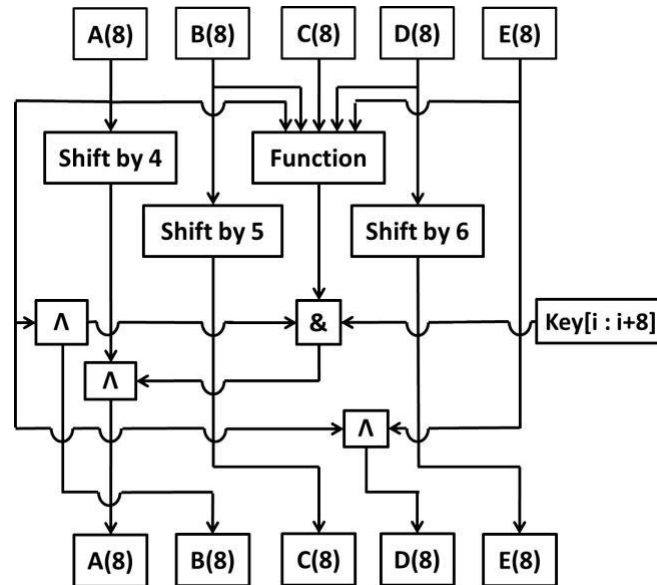 A(8)
B(8)
C(8)
D(8)
E(8)
Shift by 4
Function
Shift by 5
Shift by 6
Λ
&
Key[i : i+8]
Λ
Λ
A(8)
B(8)
C(8)
D(8)
E(8)